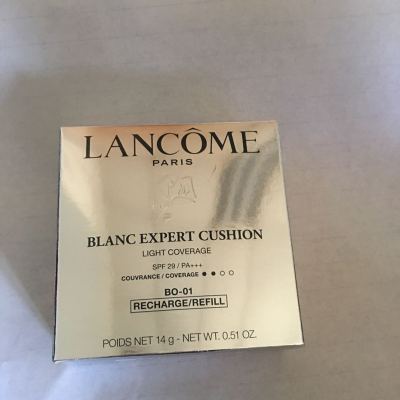 LANCÔME
PARIS
BLANC EXPERT CUSHION
LIGHT COVERAGE
SPF 29 / PA+++
COUVRANCE / COVERAGE
BO-01
RECHARGE/REFILL
POIDS NET 14 g - NET WT. 0.51 OZ.